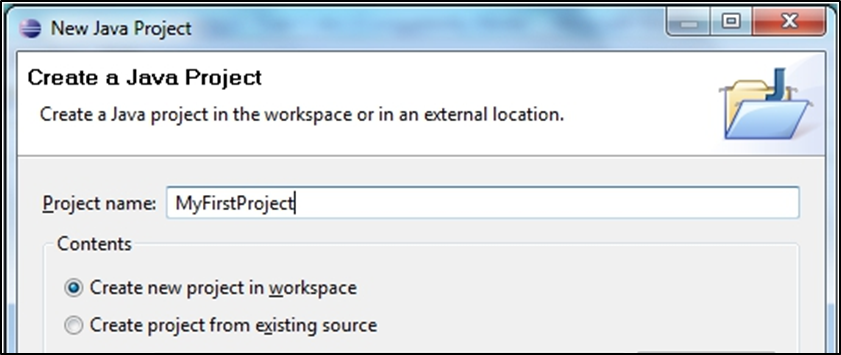 New Java Project
Create a Java Project
Create a Java project in the workspace or in an external location.
Project name: MyFirstProject
Contents
Create new project in workspace
Create project from existing source